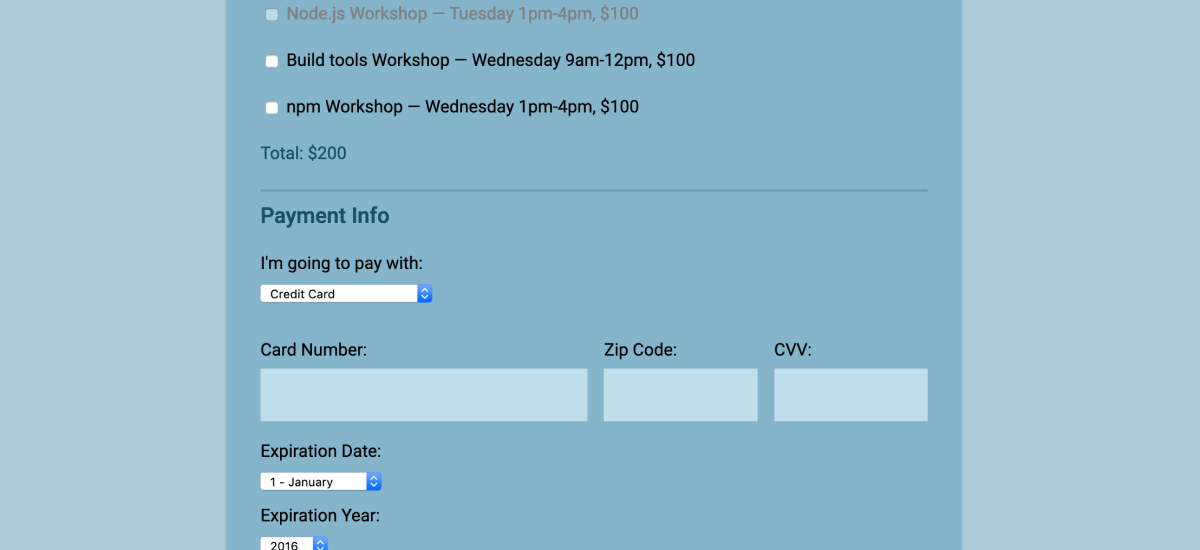 Node.js Workshop — Tuesday 1pm-4pm, $100
Build tools Workshop — Wednesday 9am-12pm, $100
npm Workshop — Wednesday 1pm-4pm, $100
Total: $200
Payment Info
I'm going to pay with:
Credit Card
Card Number: Zip Code: CVV:
Expiration Date:
1 - January
Expiration Year:
2016